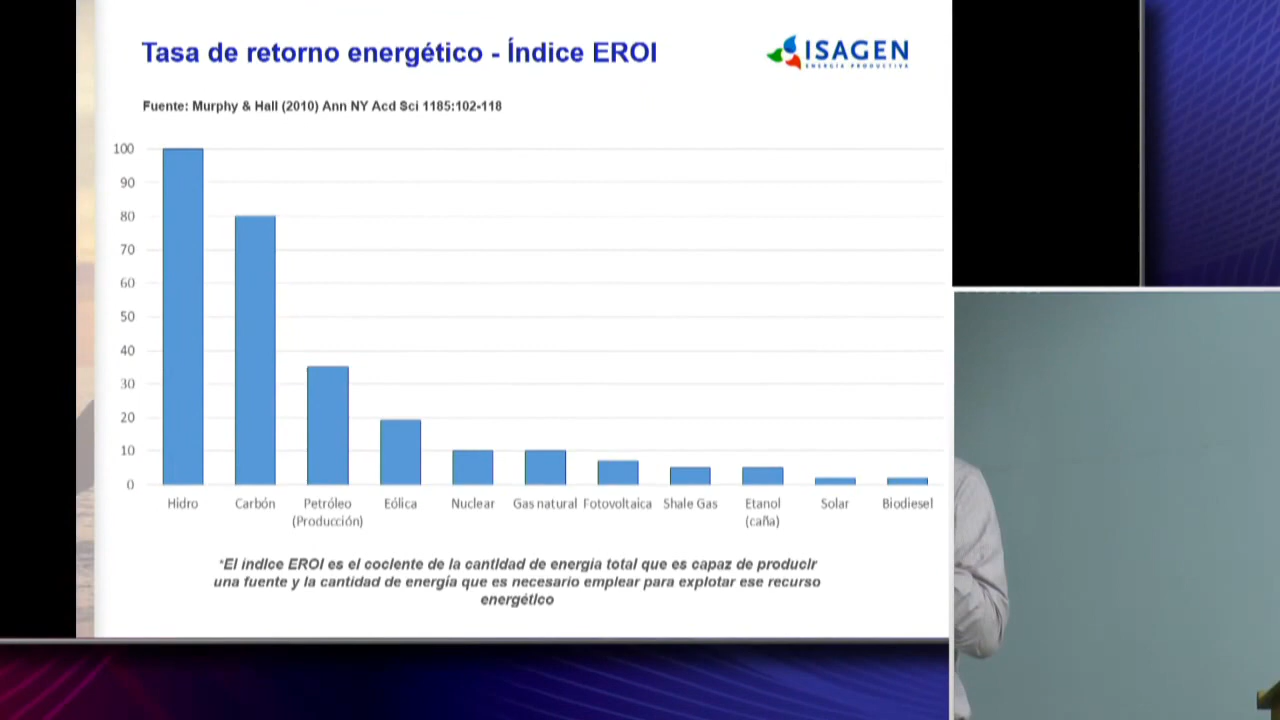 Tasa de retorno energético - Índice EROI
ISAGEN
ENERGÍA PRODUCTIVA
Fuente: Murphy & Hall (2010) Ann NY Acd Sci 1185:102-118
100
90
80
70
60
50
40
30
20
10
0
Hidro Carbón Petróleo (Producción) Eólica Nuclear Gas natural Fotovoltaica Shale Gas Etanol (caña) Solar Biodiesel
*El índice EROI es el cociente de la cantidad de energía total que es capaz de producir
una fuente y la cantidad de energía que es necesario emplear para explotar ese recurso
energético